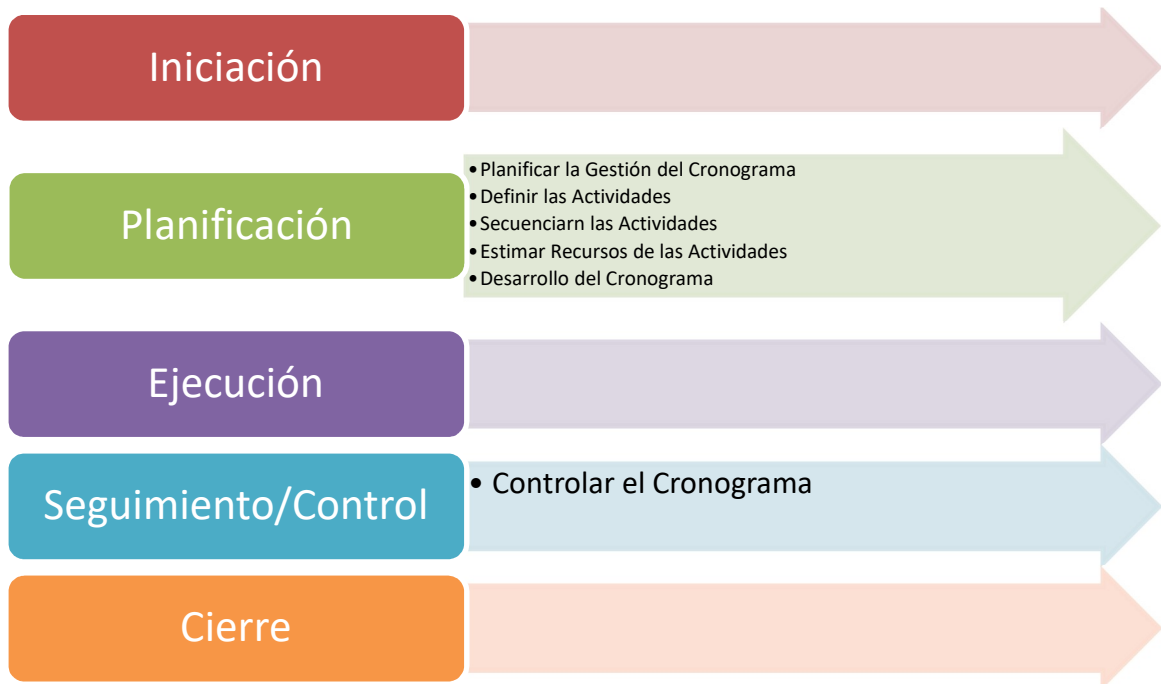 Iniciación
Planificación
•Planificar la Gestión del Cronograma
•Definir las Actividades
•Secuenciarn las Actividades
•Estimar Recursos de las Actividades
•Desarrollo del Cronograma
Ejecución
Seguimiento/Control
• Controlar el Cronograma
Cierre